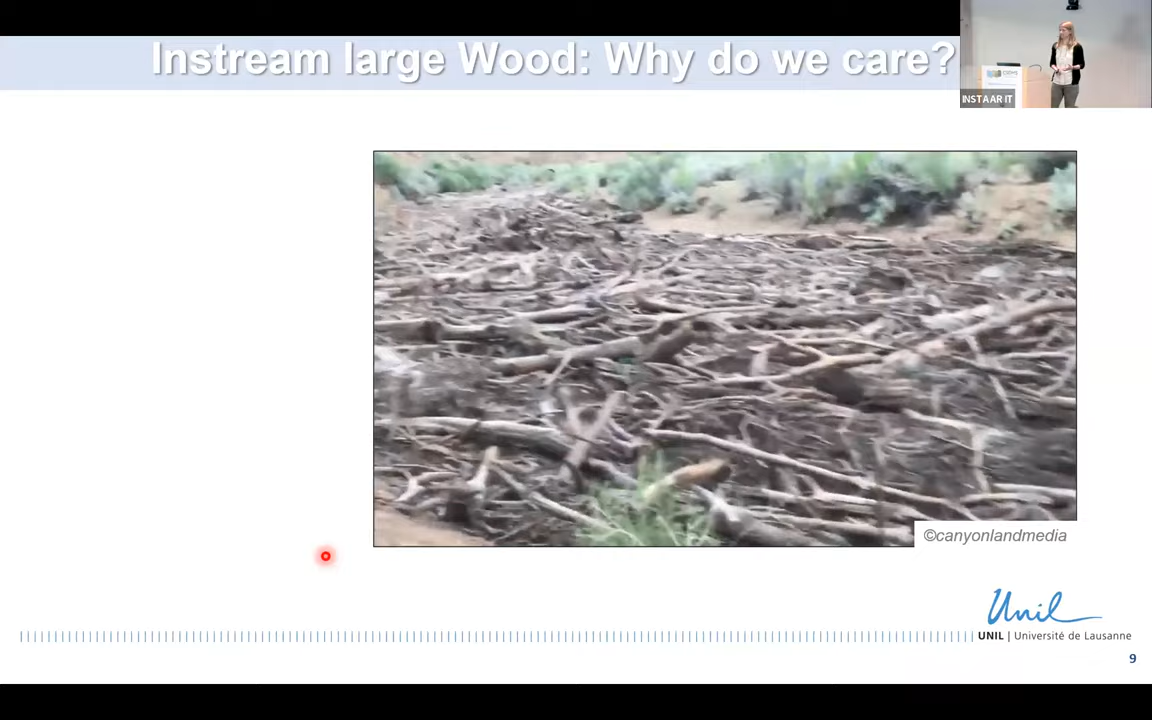 Instream large Wood: Why do we care?
INSTAAR IT
©canyonlandmedia
Unil
UNIL | Université de Lausanne
9